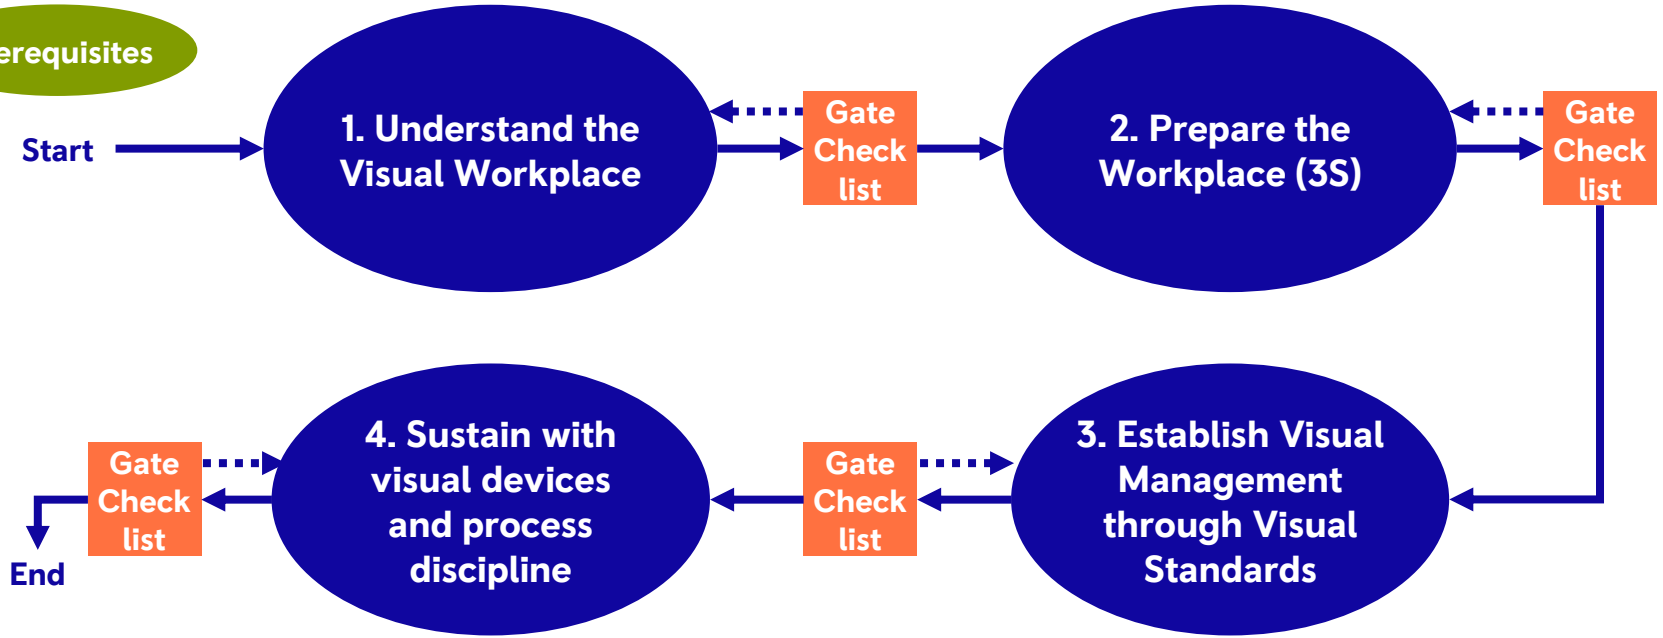 erequisites
1. Understand the
Visual Workplace
Gate
Check
list
2. Prepare the
Workplace (3S)
Gate
Check
list
Start
4. Sustain with
visual devices
and process
discipline
Gate
Check
list
3. Establish Visual
Management
through Visual
Standards
Gate
Check
list
End